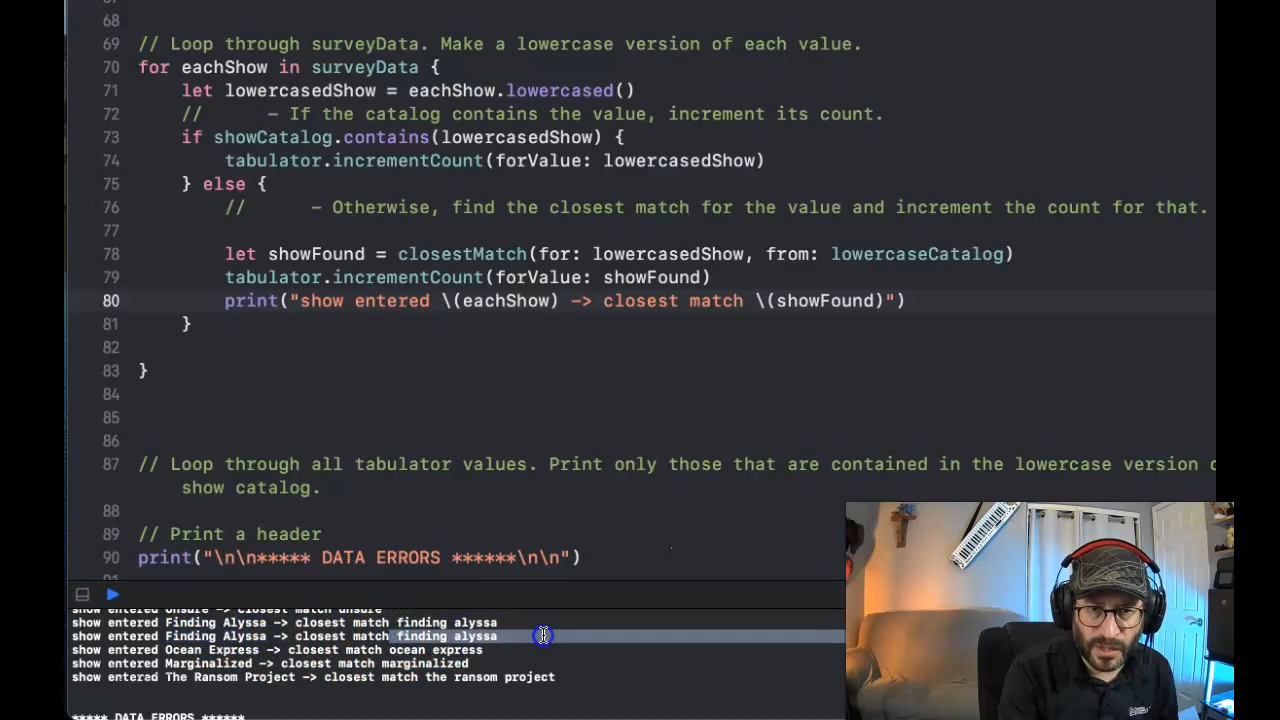 68
69 // Loop through surveyData. Make a lowercase version of each value.
70 for eachShow in surveyData {
71 let lowercasedShow = eachShow.lowercased()
72 // - If the catalog contains the value, increment its count.
73 if showCatalog.contains(lowercasedShow) {
74 tabulator.incrementCount(forValue: lowercasedShow)
75 } else {
76 // - Otherwise, find the closest match for the value and increment the count for that.
77
78 let showFound = closestMatch(for: lowercasedShow, from: lowercaseCatalog)
79 tabulator.incrementCount(forValue: showFound)
80 print("show entered \(eachShow) -> closest match \(showFound)")
81 }
82
83 }
84
85
86
87 // Loop through all tabulator values. Print only those that are contained in the lowercase version
show catalog.
88
89 // Print a header
90 print("\n\n***** DATA ERRORS ******\n\n")
show entered Unsure -> closest match unsure
show entered Finding Alyssa -> closest match finding alyssa
show entered Finding Alyssa -> closest match finding alyssa
show entered Ocean Express -> closest match ocean express
show entered Marginalized -> closest match marginalized
show entered The Ransom Project -> closest match the ransom project
***** DATA ERRORS ******